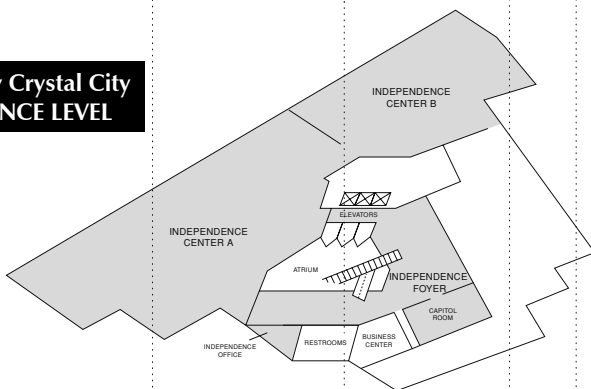 Crystal City
NCE LEVEL
INDEPENDENCE
CENTER B
INDEPENDENCE
CENTER A
ELEVATORS
ATRIUM
INDEPENDENCE
FOYER
CAPITOL
ROOM
INDEPENDENCE
OFFICE
RESTROOMS
BUSINESS
CENTER